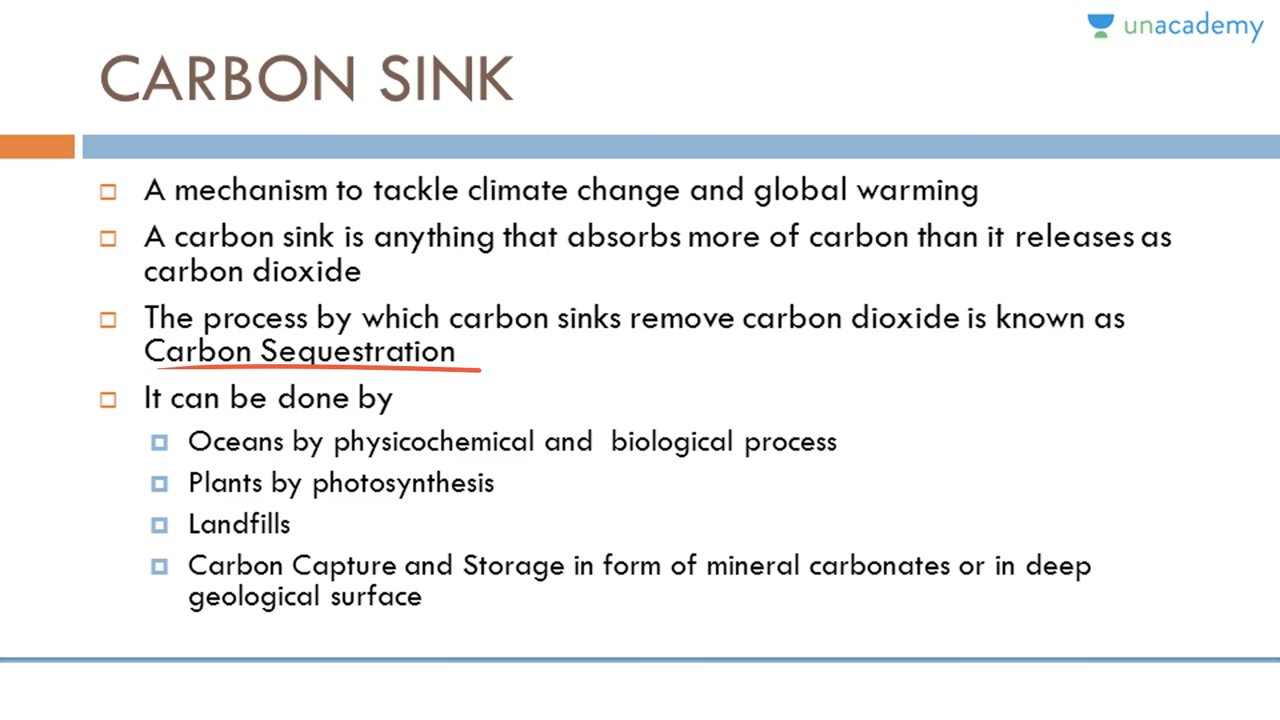 unacademy
CARBON SINK
A mechanism to tackle climate change and global warming
A carbon sink is anything that absorbs more of carbon than it releases as
carbon dioxide
The process by which carbon sinks remove carbon dioxide is known as
Carbon Sequestration
It can be done by
Oceans by physicochemical and biological process
Plants by photosynthesis
Landfills
Carbon Capture and Storage in form of mineral carbonates or in deep
geological surface